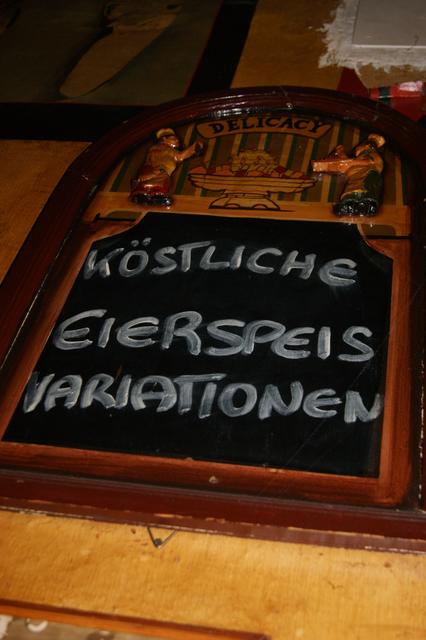 DELICACY
KÖSTLICHE
EIERSPEIS
VARIATIONEN